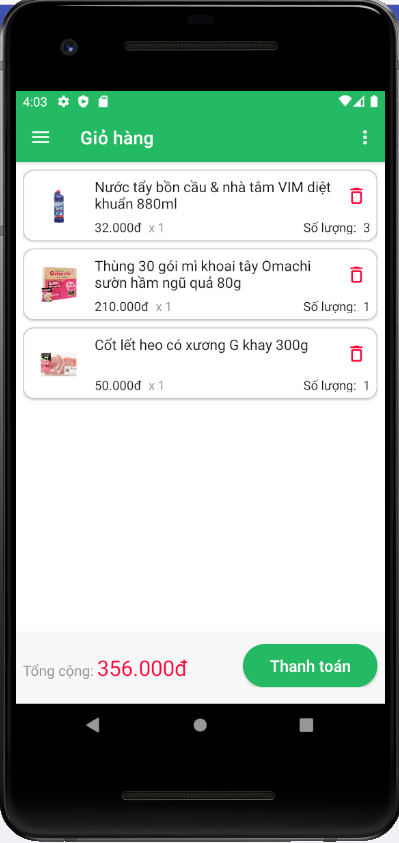 4:03
Giỏ hàng
Nước tẩy bồn cầu & nhà tắm VIM diệt
khuẩn 880ml
32.000đ x 1
Số lượng: 3
Thùng 30 gói mì khoai tây Omachi
sườn hầm ngũ quả 80g
210.000đ x 1
Số lượng: 1
Cốt lết heo có xương G khay 300g
50.000đ x 1
Số lượng: 1
Tổng cộng: 356.000đ
Thanh toán